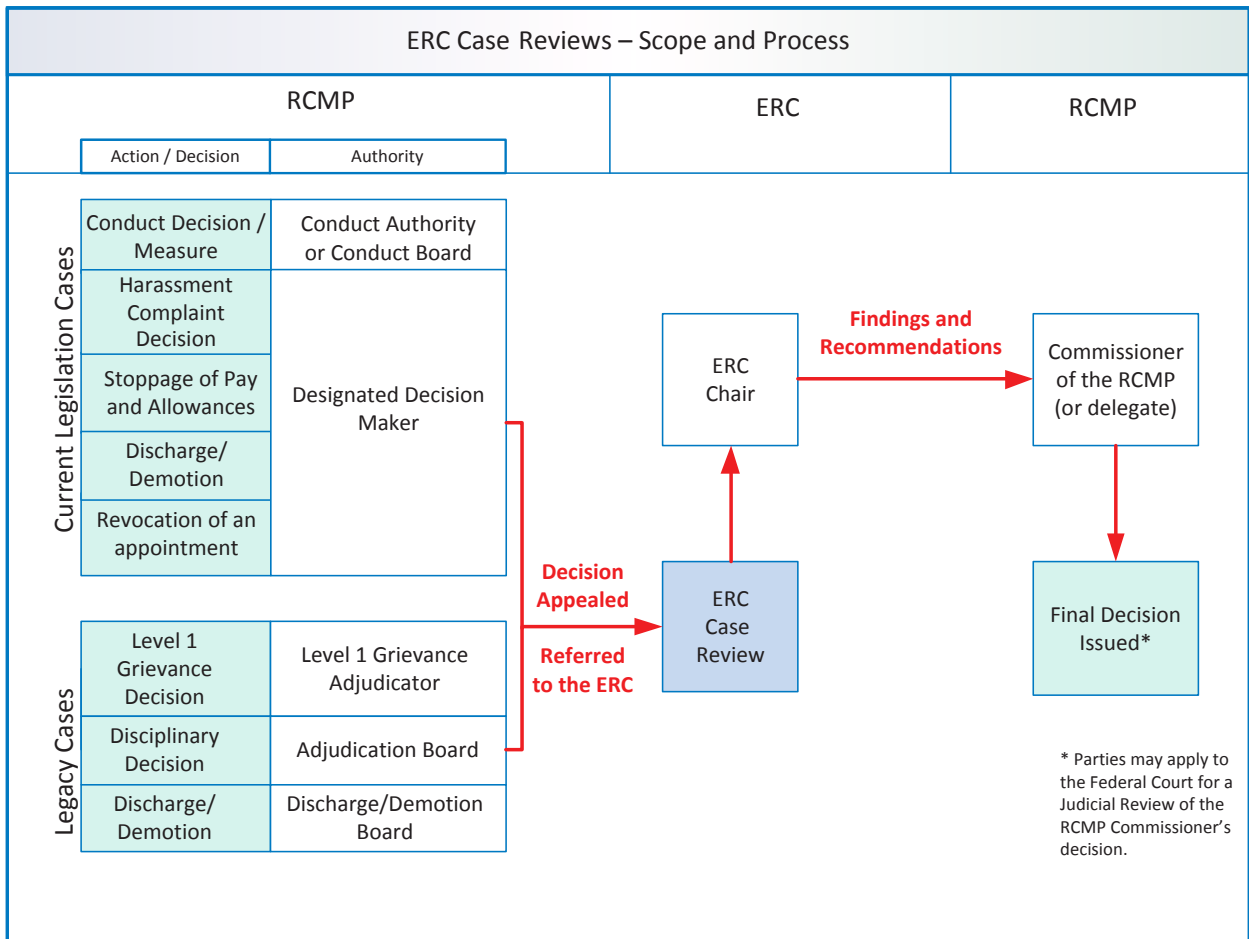 ERC Case Reviews – Scope and Process
RCMP
ERC
RCMP
Action / Decision
Authority
Current Legislation Cases
Conduct Decision /
Measure
Conduct Authority
or Conduct Board
Harassment
Complaint
Decision
Stoppage of Pay
and Allowances
Discharge/
Demotion
Revocation of an
appointment
Designated Decision
Maker
Legacy Cases
Level 1
Grievance
Decision
Level 1 Grievance
Adjudicator
Disciplinary
Decision
Adjudication Board
Discharge/
Demotion
Discharge/Demotion
Board
Decision
Appealed
Referred
to the ERC
ERC
Case
Review
ERC
Chair
Findings and
Recommendations
Commissioner
of the RCMP
(or delegate)
Final Decision
Issued*
* Parties may apply to
the Federal Court for a
Judicial Review of the
RCMP Commissioner’s
decision.